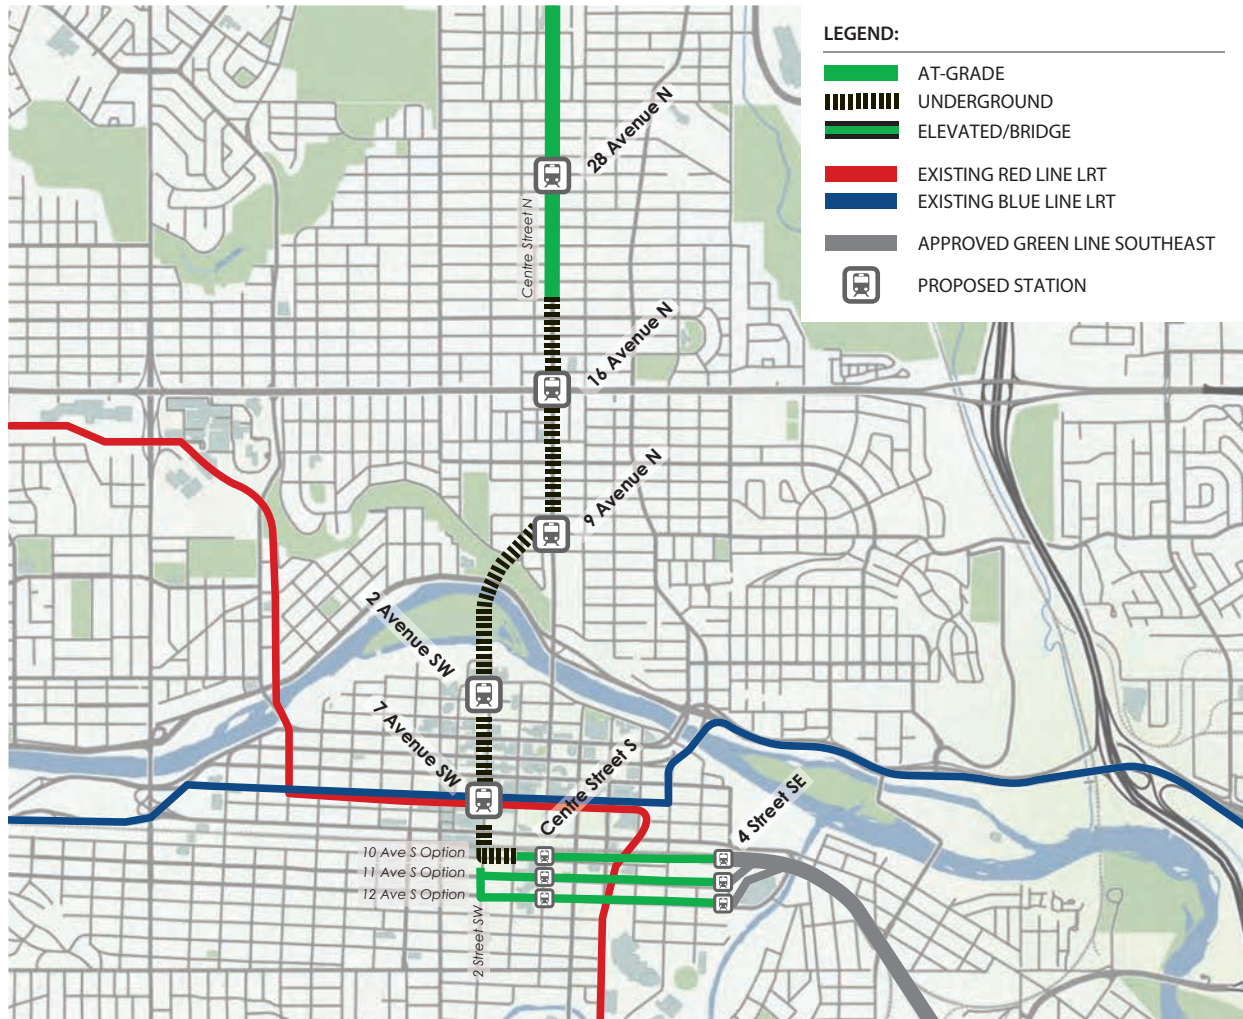 LEGEND:
AT-GRADE
UNDERGROUND
ELEVATED/BRIDGE
EXISTING RED LINE LRT
EXISTING BLUE LINE LRT
APPROVED GREEN LINE SOUTHEAST
PROPOSED STATION
28 Avenue N
Centre Street N
16 Avenue N
9 Avenue N
2 Avenue SW
7 Avenue SW
Centre Street S
4 Street SE
10 Ave S Option
11 Ave S Option
12 Ave S Option
2 Street SW